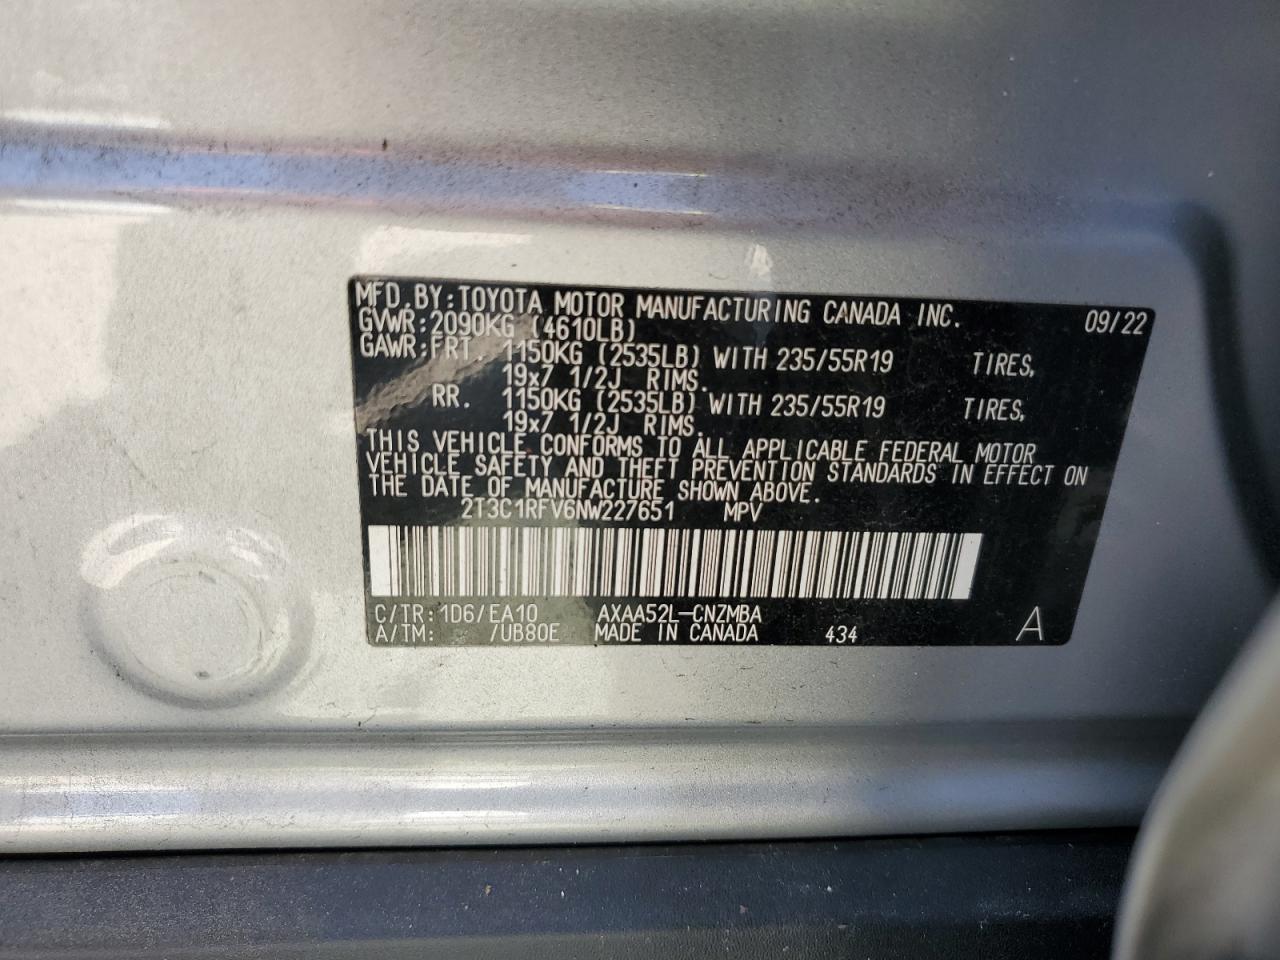 MFD.BY:TOYOTA MOTOR MANUFACTURING CANADA INC. 09/22
GVWR:2090KG (4610LB)
GAWR:FRT. 1150KG (2535LB) WITH 235/55R19 TIRES,
19x7 1/2J RIMS.
RR. 1150KG (2535LB) WITH 235/55R19 TIRES,
19x7 1/2J RIMS.
THIS VEHICLE CONFORMS TO ALL APPLICABLE FEDERAL MOTOR
VEHICLE SAFETY AND THEFT PREVENTION STANDARDS IN EFFECT ON
THE DATE OF MANUFACTURE SHOWN ABOVE.
2T3C1RFV6NW227651 MPV
C/TR:1D6/EA10 AXAA52L-CNZMBA
A/TM: /UB80E MADE IN CANADA 434 A